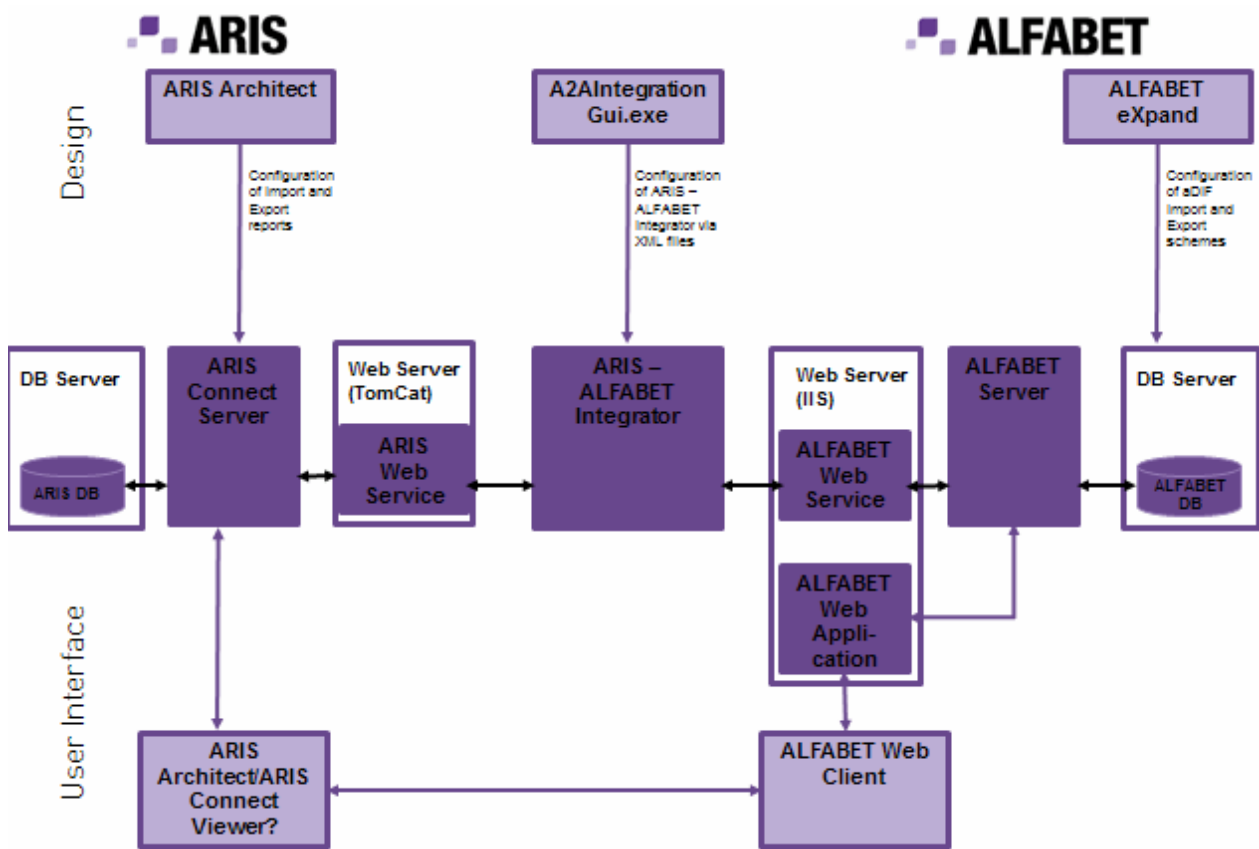 ARIS
ALFABET
Design
ARIS Architect
A2AIntegration
Gui.exe
ALFABET
eXpand
Configuration
of Import and
Export
reports
Configuration
of ARIS –
ALFABET
Integrator via
XML files
Configuration
of aDIF
Import and
Export
schemes
DB Server
ARIS DB
ARIS
Connect
Server
Web Server
(TomCat)
ARIS
Web
Service
ARIS –
ALFABET
Integrator
Web Server
(IIS)
ALFABET
Web
Service
ALFABET
Web
Appli-
cation
ALFABET
Server
DB Server
ALFABET
DB
User Interface
ARIS
Architect/ARIS
Connect
Viewer?
ALFABET Web
Client